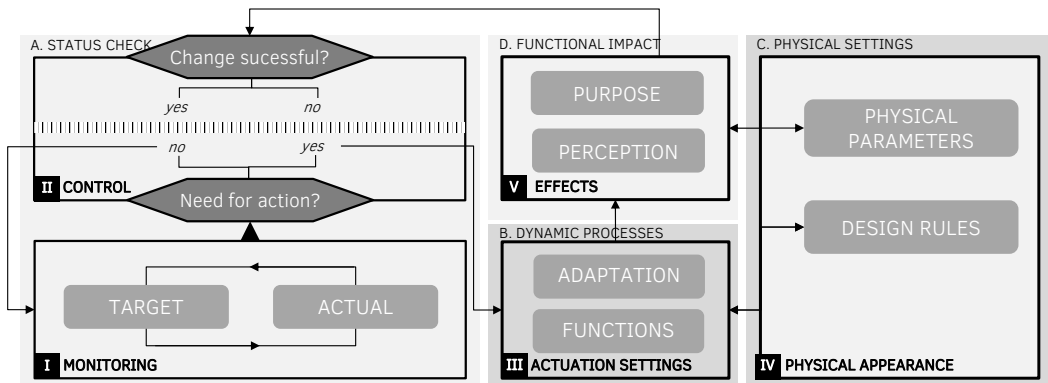 A. STATUS CHECK
Change sucessful?
yes
no
no
yes
II CONTROL
Need for action?
TARGET
ACTUAL
I MONITORING
D. FUNCTIONAL IMPACT
PURPOSE
PERCEPTION
V EFFECTS
B. DYNAMIC PROCESSES
ADAPTATION
FUNCTIONS
III ACTUATION SETTINGS
C. PHYSICAL SETTINGS
PHYSICAL
PARAMETERS
DESIGN RULES
IV PHYSICAL APPEARANCE